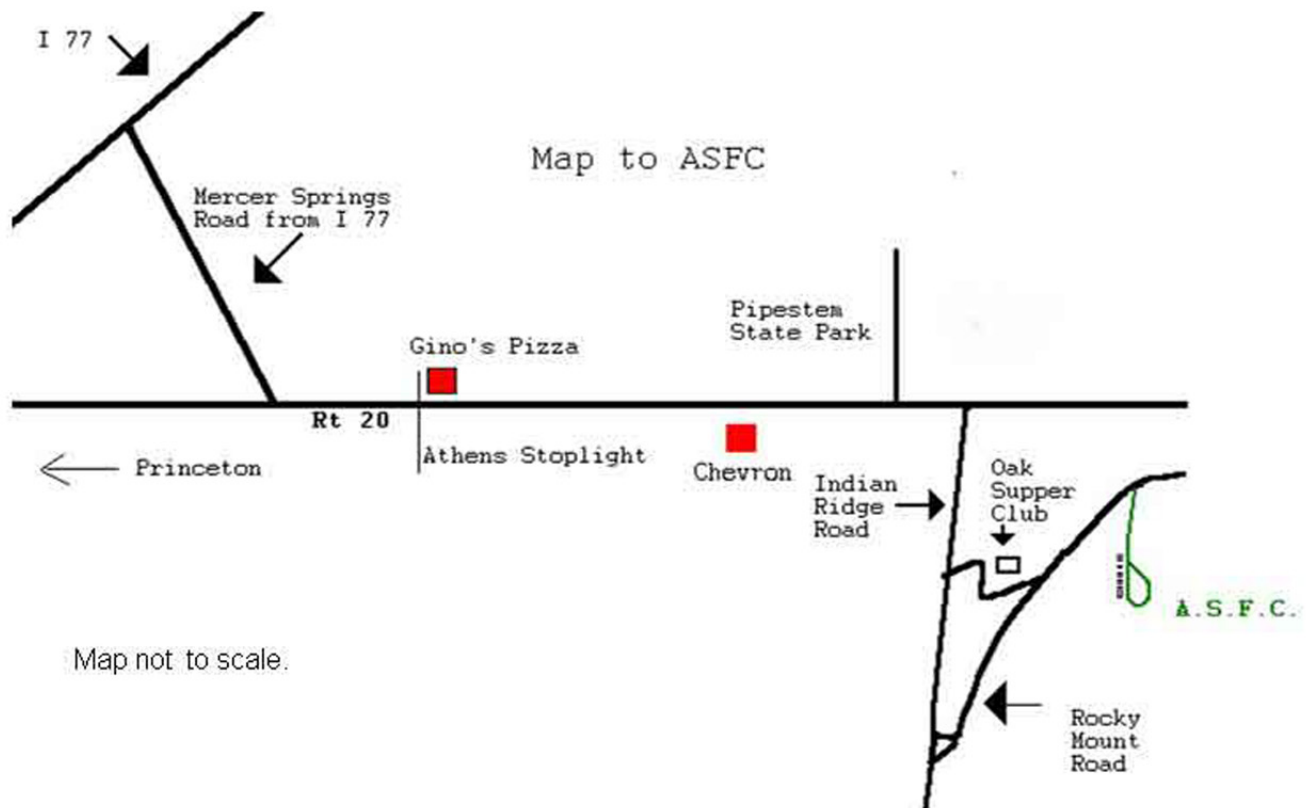 I 77
Map to ASFC
Mercer Springs
Road from I 77
Pipestem
State Park
Gino's Pizza
Rt 20
Athens Stoplight
Princeton
Chevron
Indian
Ridge
Road
Oak
Supper
Club
A.S.F.C.
Map not to scale.
Rocky
Mount
Road